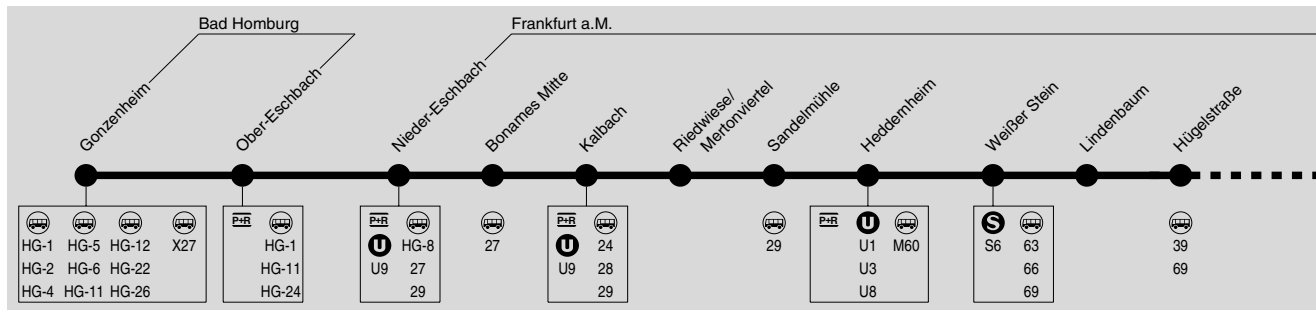 Bad Homburg
Frankfurt a.M.
Gonzenheim
Ober-Eschbach
Nieder-Eschbach
Bonames Mitte
Kalbach
Riedwiese/
Mertonviertel
Sandelmühle
Heddernheim
Weißer Stein
Lindenbaum
Hügelstraße
HG-1 HG-5 HG-12 X27
HG-2 HG-6 HG-22
HG-4 HG-11 HG-26
P+R
HG-1
HG-11
HG-24
P+R
U HG-8
U9 27
29
27
P+R
U 24
U9 28
29
29
P+R U
U1 M60
U3
U8
S
S6 63
66
69
39
69